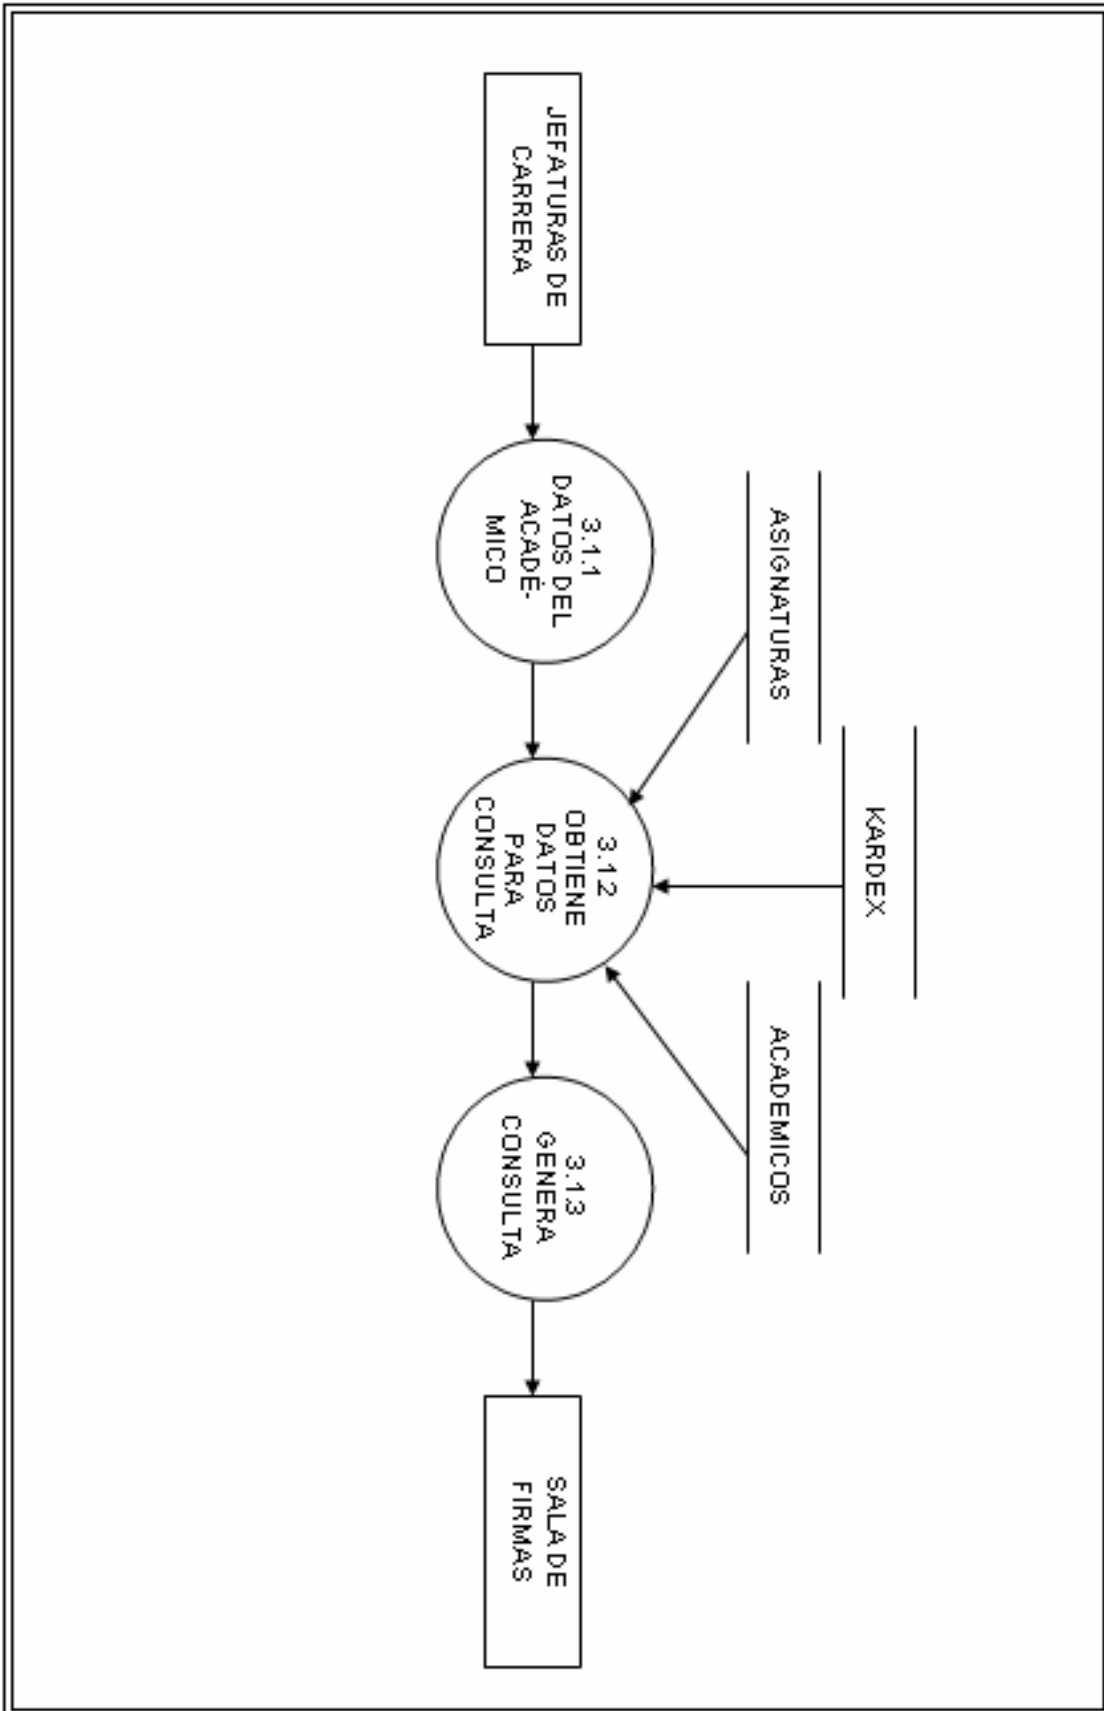 ASIGNATURAS
KARDEX
ACADEMICOS
JEFATURAS DE
CARRERA
3.1.1
DATOS DEL
ACADÉ-
MICO
3.1.2
OBTIENE
DATOS
PARA
CONSULTA
3.1.3
GENERA
CONSULTA
SALA DE
FIRMAS